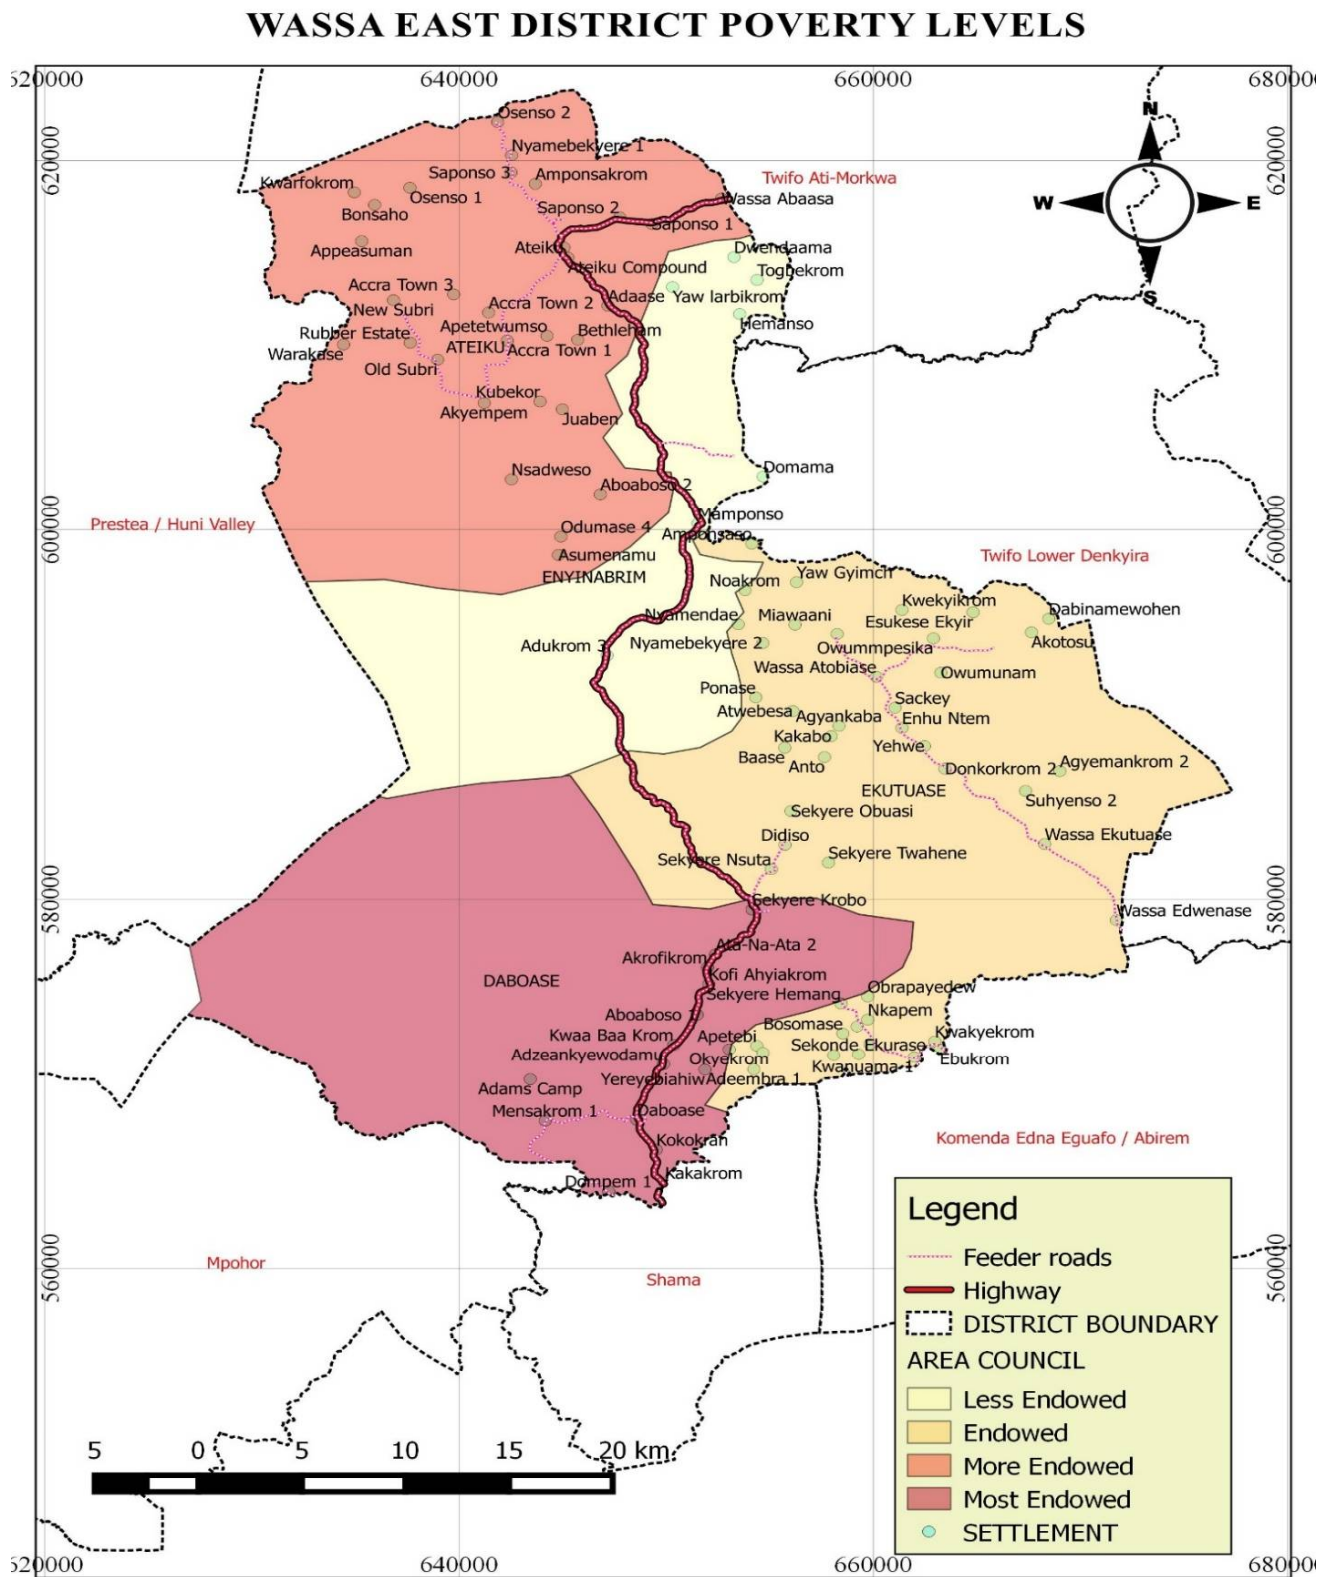 WASSA EAST DISTRICT POVERTY LEVELS
520000 640000 660000 680000
620000 620000
N
W E
S
Osenso 2
Nyamebekyere 1
Saponso 3
Amponsakrom
Twifo Ati-Morkwa
Kwarfokrom
Osenso 1
Wassa Abaasa
Bonsaho
Saponso 2
Saponso 1
Appeasuman
Ateiku
Dwendaama
Ateiku Compound
Togbekrom
Accra Town 3
Adaase
Yaw larbikrom
New Subri
Accra Town 2
Hemanso
Rubber Estate
Apetetwumso
Bethleham
Warakase
ATEIKU
Accra Town 1
Old Subri
Kubekor
Akyempem
Juaben
Nsadweso
Domama
Aboaboso 2
Mamponso
Prestea / Huni Valley
600000 600000
Odumase 4
Amponsaso
Asumenamu
Twifo Lower Denkyira
ENYINABRIM
Noakrom
Yaw Gyimch
Kwekyikrom
Dabinamewohen
Nyamendae
Miawaani
Esukese Ekyir
Akotosu
Adukrom 3
Nyamebekyere 2
Owummpesika
Wassa Atobiase
Owumunam
Ponase
Sackey
Atwebesa
Agyankaba
Enhu Ntem
Kakabo
Yehwe
Baase
Anto
Donkorkrom 2
Agyemankrom 2
EKUTUASE
Suhyenso 2
Sekyere Obuasi
Didiso
Wassa Ekutuase
Sekyere Nsuta
Sekyere Twahene
580000 580000
Sekyere Krobo
Wassa Edwenase
Ata-Na-Ata 2
Akrofikrom
DABOASE
Kofi Ahyiakrom
Sekyere Hemang
Obrapayedew
Aboaboso 1
Nkapem
Kwaa Baa Krom
Apetebi
Bosomase
Kwakyekrom
Adzeankyewodamu
Okyekrom
Sekonde Ekuraso
Ebukrom
Kwanuama 1
Adams Camp
Yereyebiahiw
Adeembra 1
Mensakrom 1
Daboase
Kokokran
Komenda Edna Eguafo / Abirem
Kakakrom
Dompem 1
Mpohor
Shama
560000 560000
Legend
Feeder roads
Highway
DISTRICT BOUNDARY
AREA COUNCIL
Less Endowed
Endowed
More Endowed
Most Endowed
SETTLEMENT
5 0 5 10 15 20 km
520000 640000 660000 680000